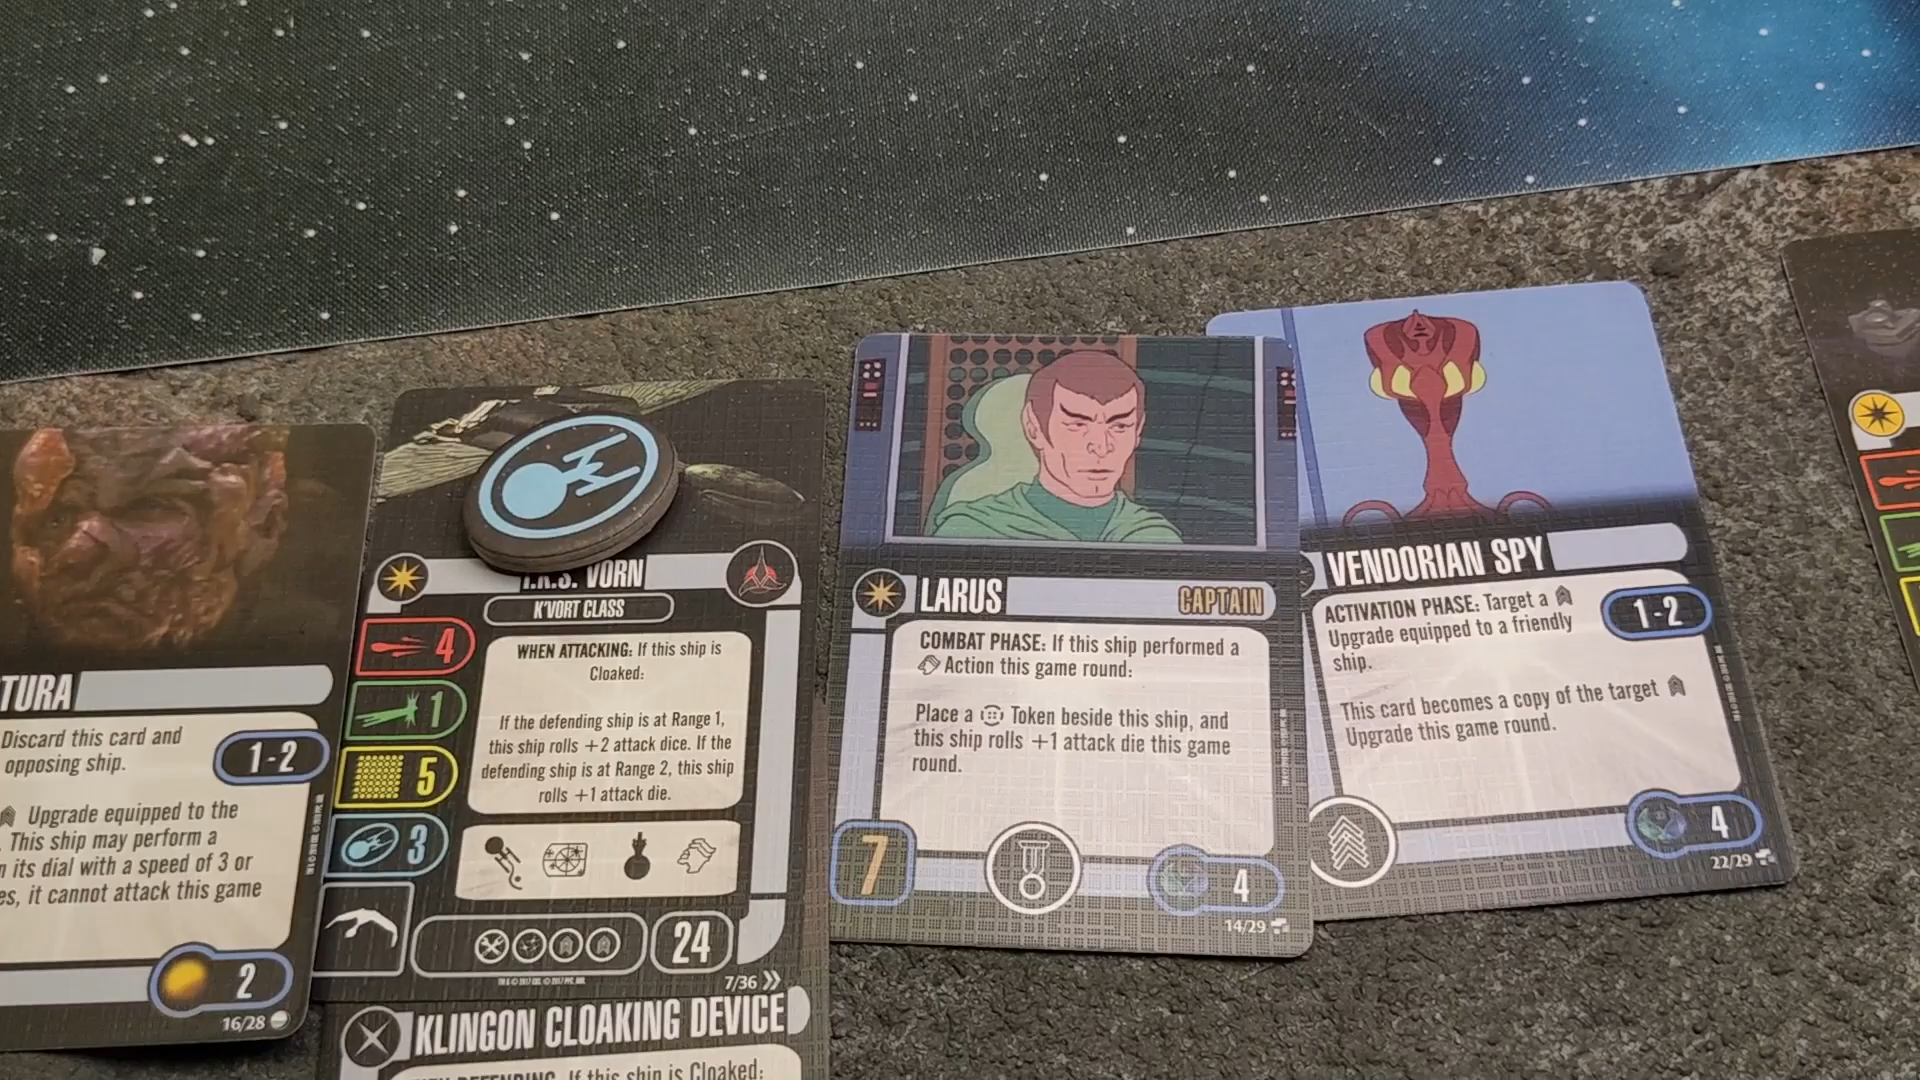 TURA
Discard this card and
opposing ship.
1-2
Upgrade equipped to the
This ship may perform a
its dial with a speed of 3 or
it cannot attack this game
2
16/28
I.K.S. VORN
K'VORT CLASS
4
1
5
3
WHEN ATTACKING: If this ship is
Cloaked:
If the defending ship is at Range 1,
this ship rolls +2 attack dice. If the
defending ship is at Range 2, this ship
rolls +1 attack die.
24
7/36
KLINGON CLOAKING DEVICE
DEFENDING: If this ship is Cloaked:
LARUS
CAPTAIN
COMBAT PHASE: If this ship performed a
Action this game round:
Place a Token beside this ship, and
this ship rolls +1 attack die this game
round.
7
4
14/29
VENDORIAN SPY
ACTIVATION PHASE: Target a
Upgrade equipped to a friendly
ship.
1-2
This card becomes a copy of the target
Upgrade this game round.
4
22/29